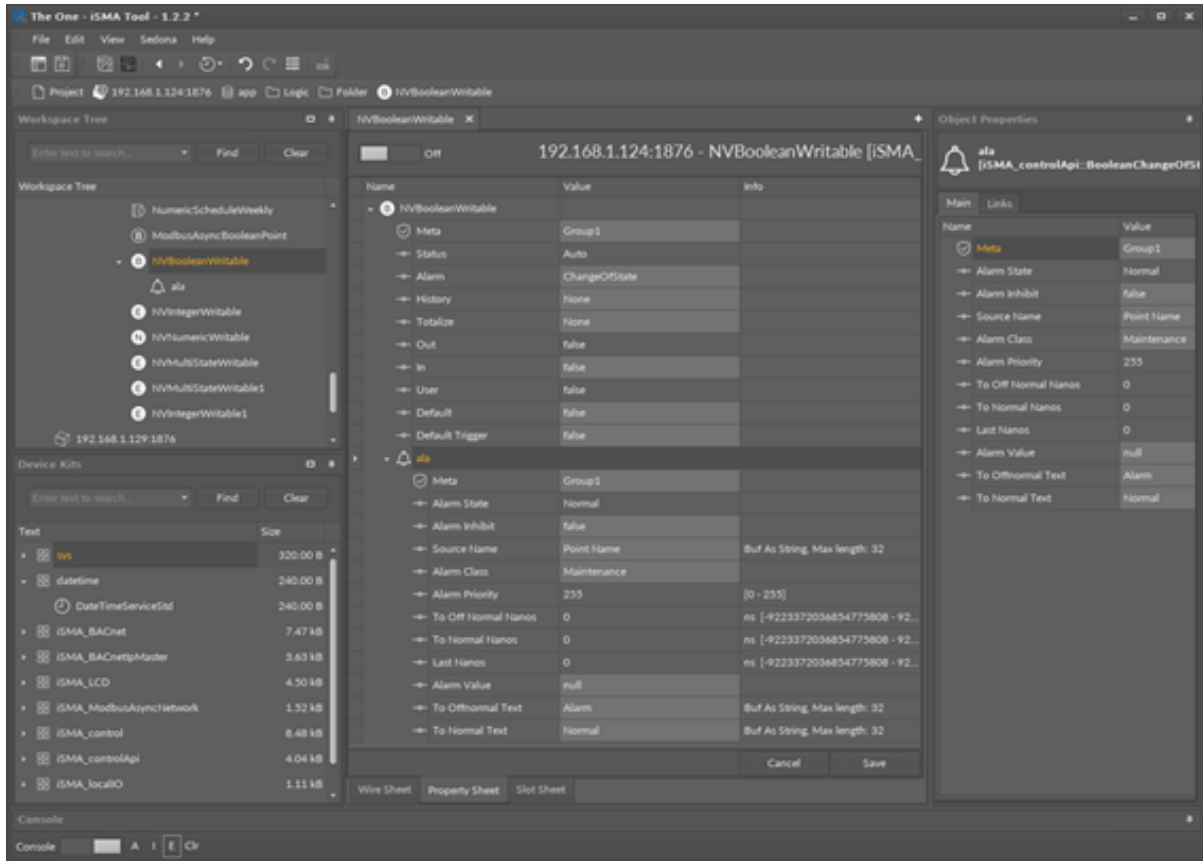 The One - iSMA Tool - 1.2.2 *
File Edit View Sedona Help
Project 192.168.1.124:1876 app Logic Folder NVBooleanWritable
Workspace Tree
Enter text to search... Find Clear
Workspace Tree
NumericScheduleWeekly
ModbusAsyncBooleanPoint
NVBooleanWritable
ala
NVIntegerWritable
NVNumericWritable
NVMultiStateWritable
NVMultiStateWritable1
NVIntegerWritable1
192.168.1.129:1876
Device Kits
Enter text to search... Find Clear
Text Size
sys 320.00 B
datetime 240.00 B
DateTimeServiceStd 240.00 B
iSMA_BACnet 7.47 kB
iSMA_BACnetIpMaster 3.63 kB
iSMA_LCD 4.50 kB
iSMA_ModbusAsyncNetwork 1.52 kB
iSMA_control 8.48 kB
iSMA_controlApi 4.04 kB
iSMA_localIO 1.11 kB
NVBooleanWritable
Off 192.168.1.124:1876 - NVBooleanWritable [iSMA_
Name Value Info
NVBooleanWritable
Meta Group1
Status Auto
Alarm ChangeOfState
History None
Totalize None
Out false
In false
User false
Default false
Default Trigger false
ala
Meta Group1
Alarm State Normal
Alarm Inhibit false
Source Name Point Name Buf As String, Max length: 32
Alarm Class Maintenance
Alarm Priority 255 [0 - 255]
To Off Normal Nanos 0 ns [-9223372036854775808 - 92...
To Normal Nanos 0 ns [-9223372036854775808 - 92...
Last Nanos 0 ns [-9223372036854775808 - 92...
Alarm Value null
To Offnormal Text Alarm Buf As String, Max length: 32
To Normal Text Normal Buf As String, Max length: 32
Cancel Save
Wire Sheet Property Sheet Slot Sheet
Object Properties
ala
[iSMA_controlApi::BooleanChangeOfSt
Main Links
Name Value
Meta Group1
Alarm State Normal
Alarm Inhibit false
Source Name Point Name
Alarm Class Maintenance
Alarm Priority 255
To Off Normal Nanos 0
To Normal Nanos 0
Last Nanos 0
Alarm Value null
To Offnormal Text Alarm
To Normal Text Normal
Console
Console A I E Clr